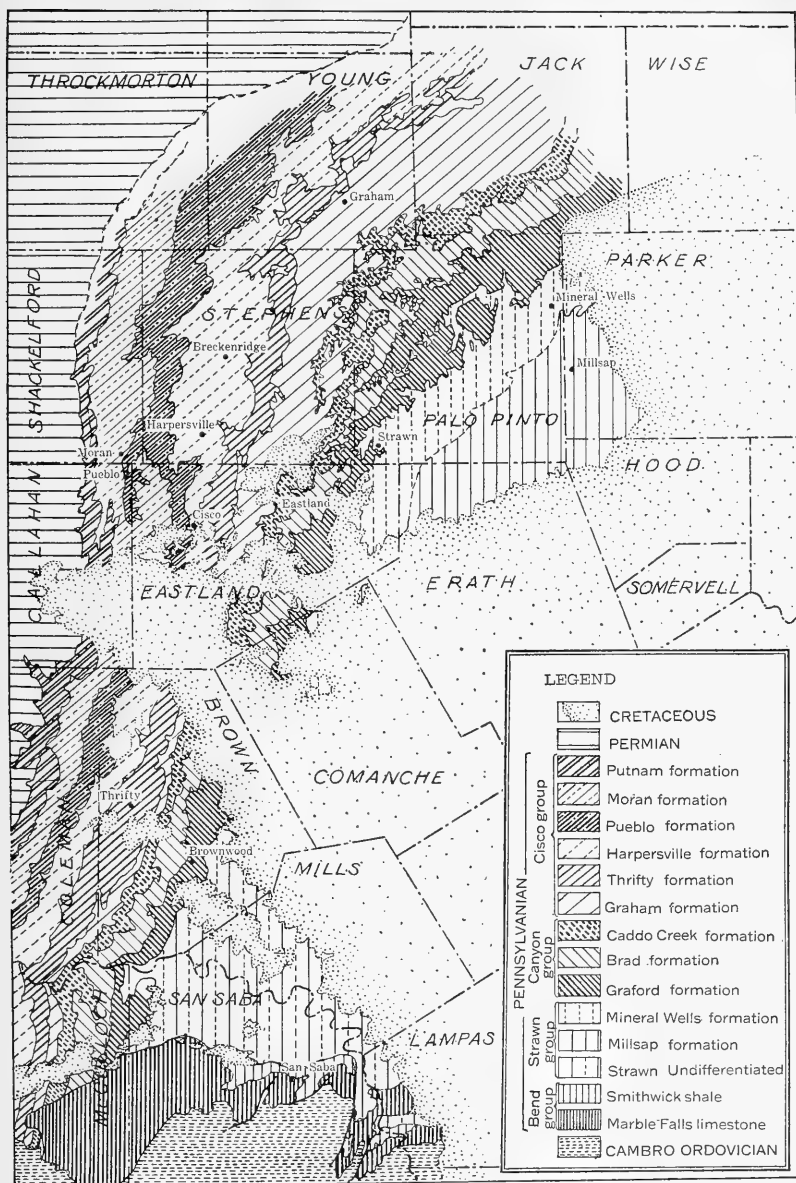 THROCKMORTON
YOUNG
JACK
WISE
Graham
PARKER
SHACKELFORD
STEPHENS
Mineral Wells
Breckenridge
Millsap
PALO PINTO
Harpersville
Strawn
Moran
Pueblo
HOOD
Eastland
Cisco
CALLAHAN
EASTLAND
ERATH
SOMERVELL
BROWN
COMANCHE
Thrifty
COLEMAN
Brownwood
MILLS
SAN SABA
LAMPAS
McCULLOCH
San Saba
LEGEND
CRETACEOUS
PERMIAN
PENNSYLVANIAN
Cisco group
Putnam formation
Moran formation
Pueblo formation
Harpersville formation
Thrifty formation
Graham formation
Canyon group
Caddo Creek formation
Brad formation
Graford formation
Strawn group
Mineral Wells formation
Millsap formation
Strawn Undifferentiated
Bend group
Smithwick shale
Marble Falls limestone
CAMBRO ORDOVICIAN